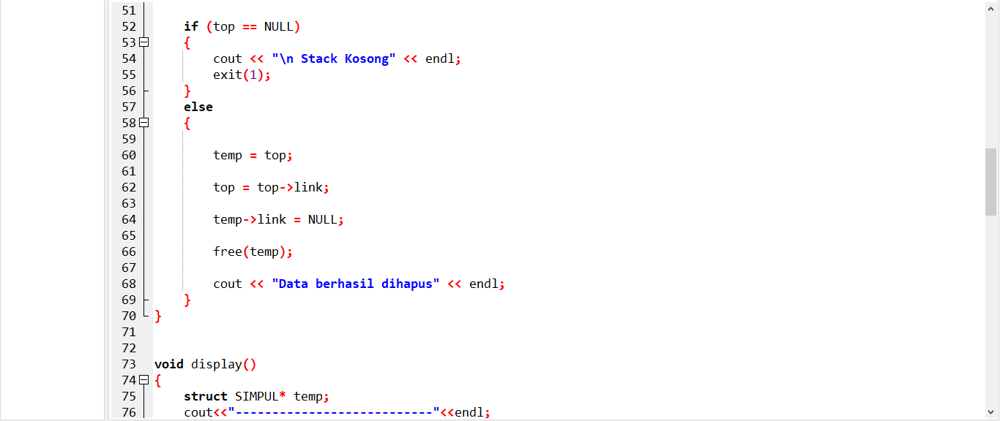 51
52 if (top == NULL)
53 {
54 cout << "\n Stack Kosong" << endl;
55 exit(1);
56 }
57 else
58 {
59
60 temp = top;
61
62 top = top->link;
63
64 temp->link = NULL;
65
66 free(temp);
67
68 cout << "Data berhasil dihapus" << endl;
69 }
70 }
71
72
73 void display()
74 {
75 struct SIMPUL* temp;
76 cout<<"---------------------------"<<endl;